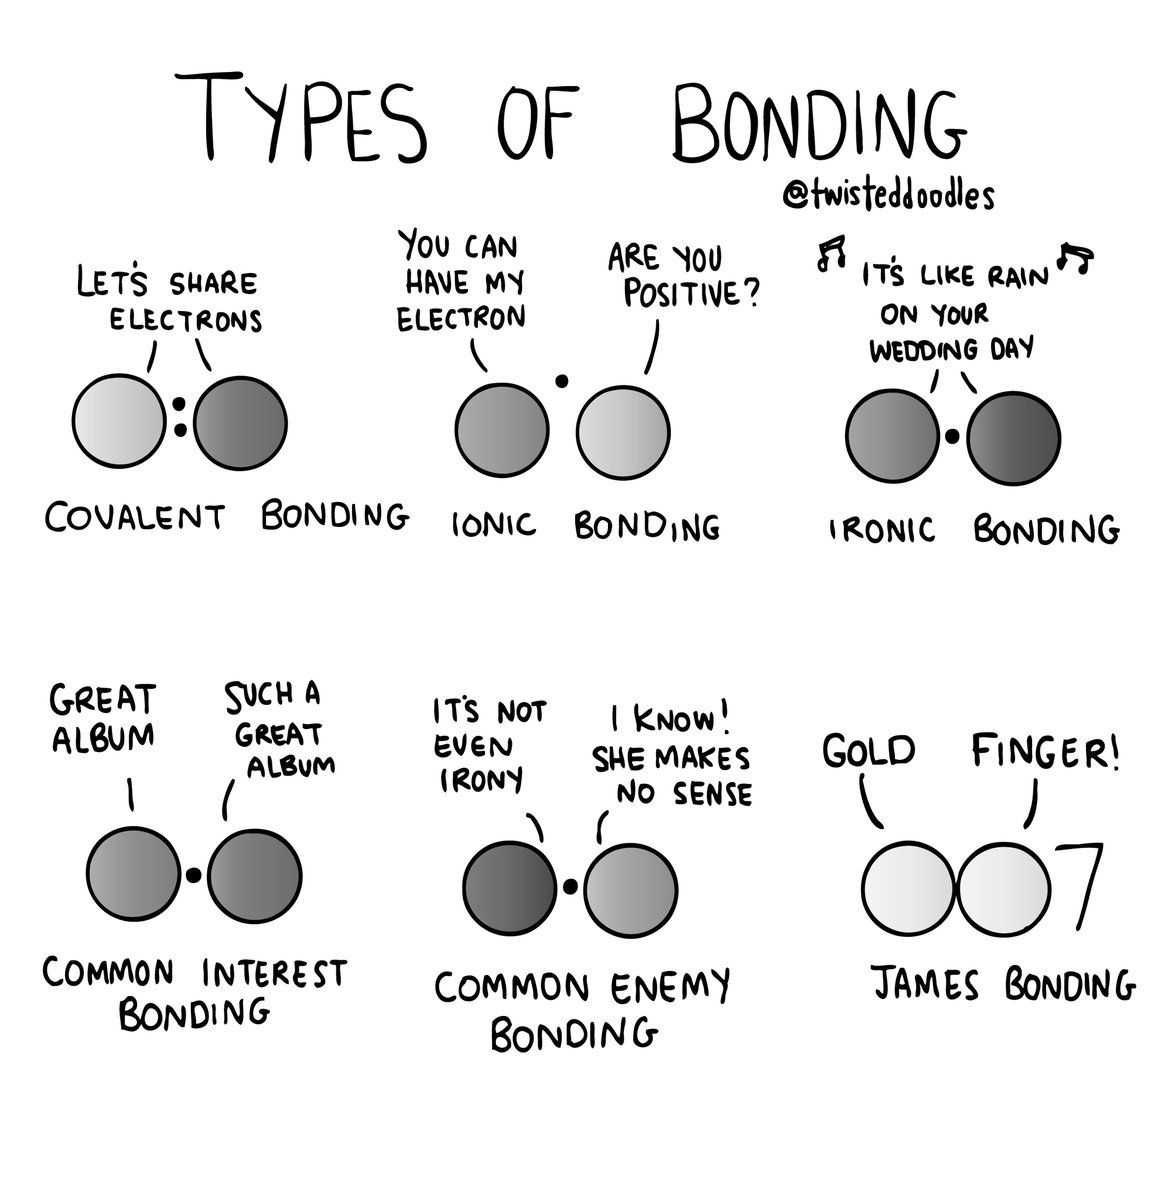 TYPES OF BONDING
@twisteddoodles
LET'S SHARE
ELECTRONS
COVALENT BONDING
YOU CAN
HAVE MY
ELECTRON
ARE YOU
POSITIVE?
IONIC BONDING
IT'S LIKE RAIN
ON YOUR
WEDDING DAY
IRONIC BONDING
GREAT
ALBUM
SUCH A
GREAT
ALBUM
COMMON INTEREST
BONDING
IT'S NOT
EVEN
IRONY
I KNOW!
SHE MAKES
NO SENSE
COMMON ENEMY
BONDING
GOLD
FINGER!
7
JAMES BONDING